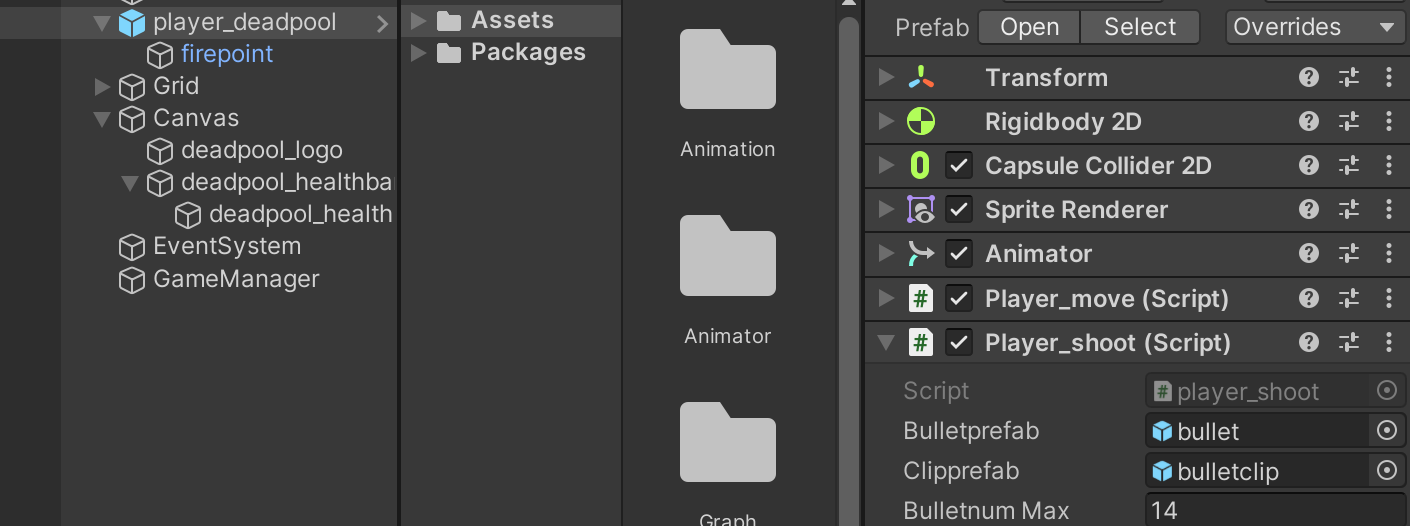 player_deadpool
firepoint
Grid
Canvas
deadpool_logo
deadpool_healthba
deadpool_health
EventSystem
GameManager
Assets
Packages
Animation
Animator
Graph
Prefab Open Select Overrides
Transform
Rigidbody 2D
Capsule Collider 2D
Sprite Renderer
Animator
# Player_move (Script)
# Player_shoot (Script)
Script # player_shoot
Bulletprefab bullet
Clipprefab bulletclip
Bulletnum Max 14